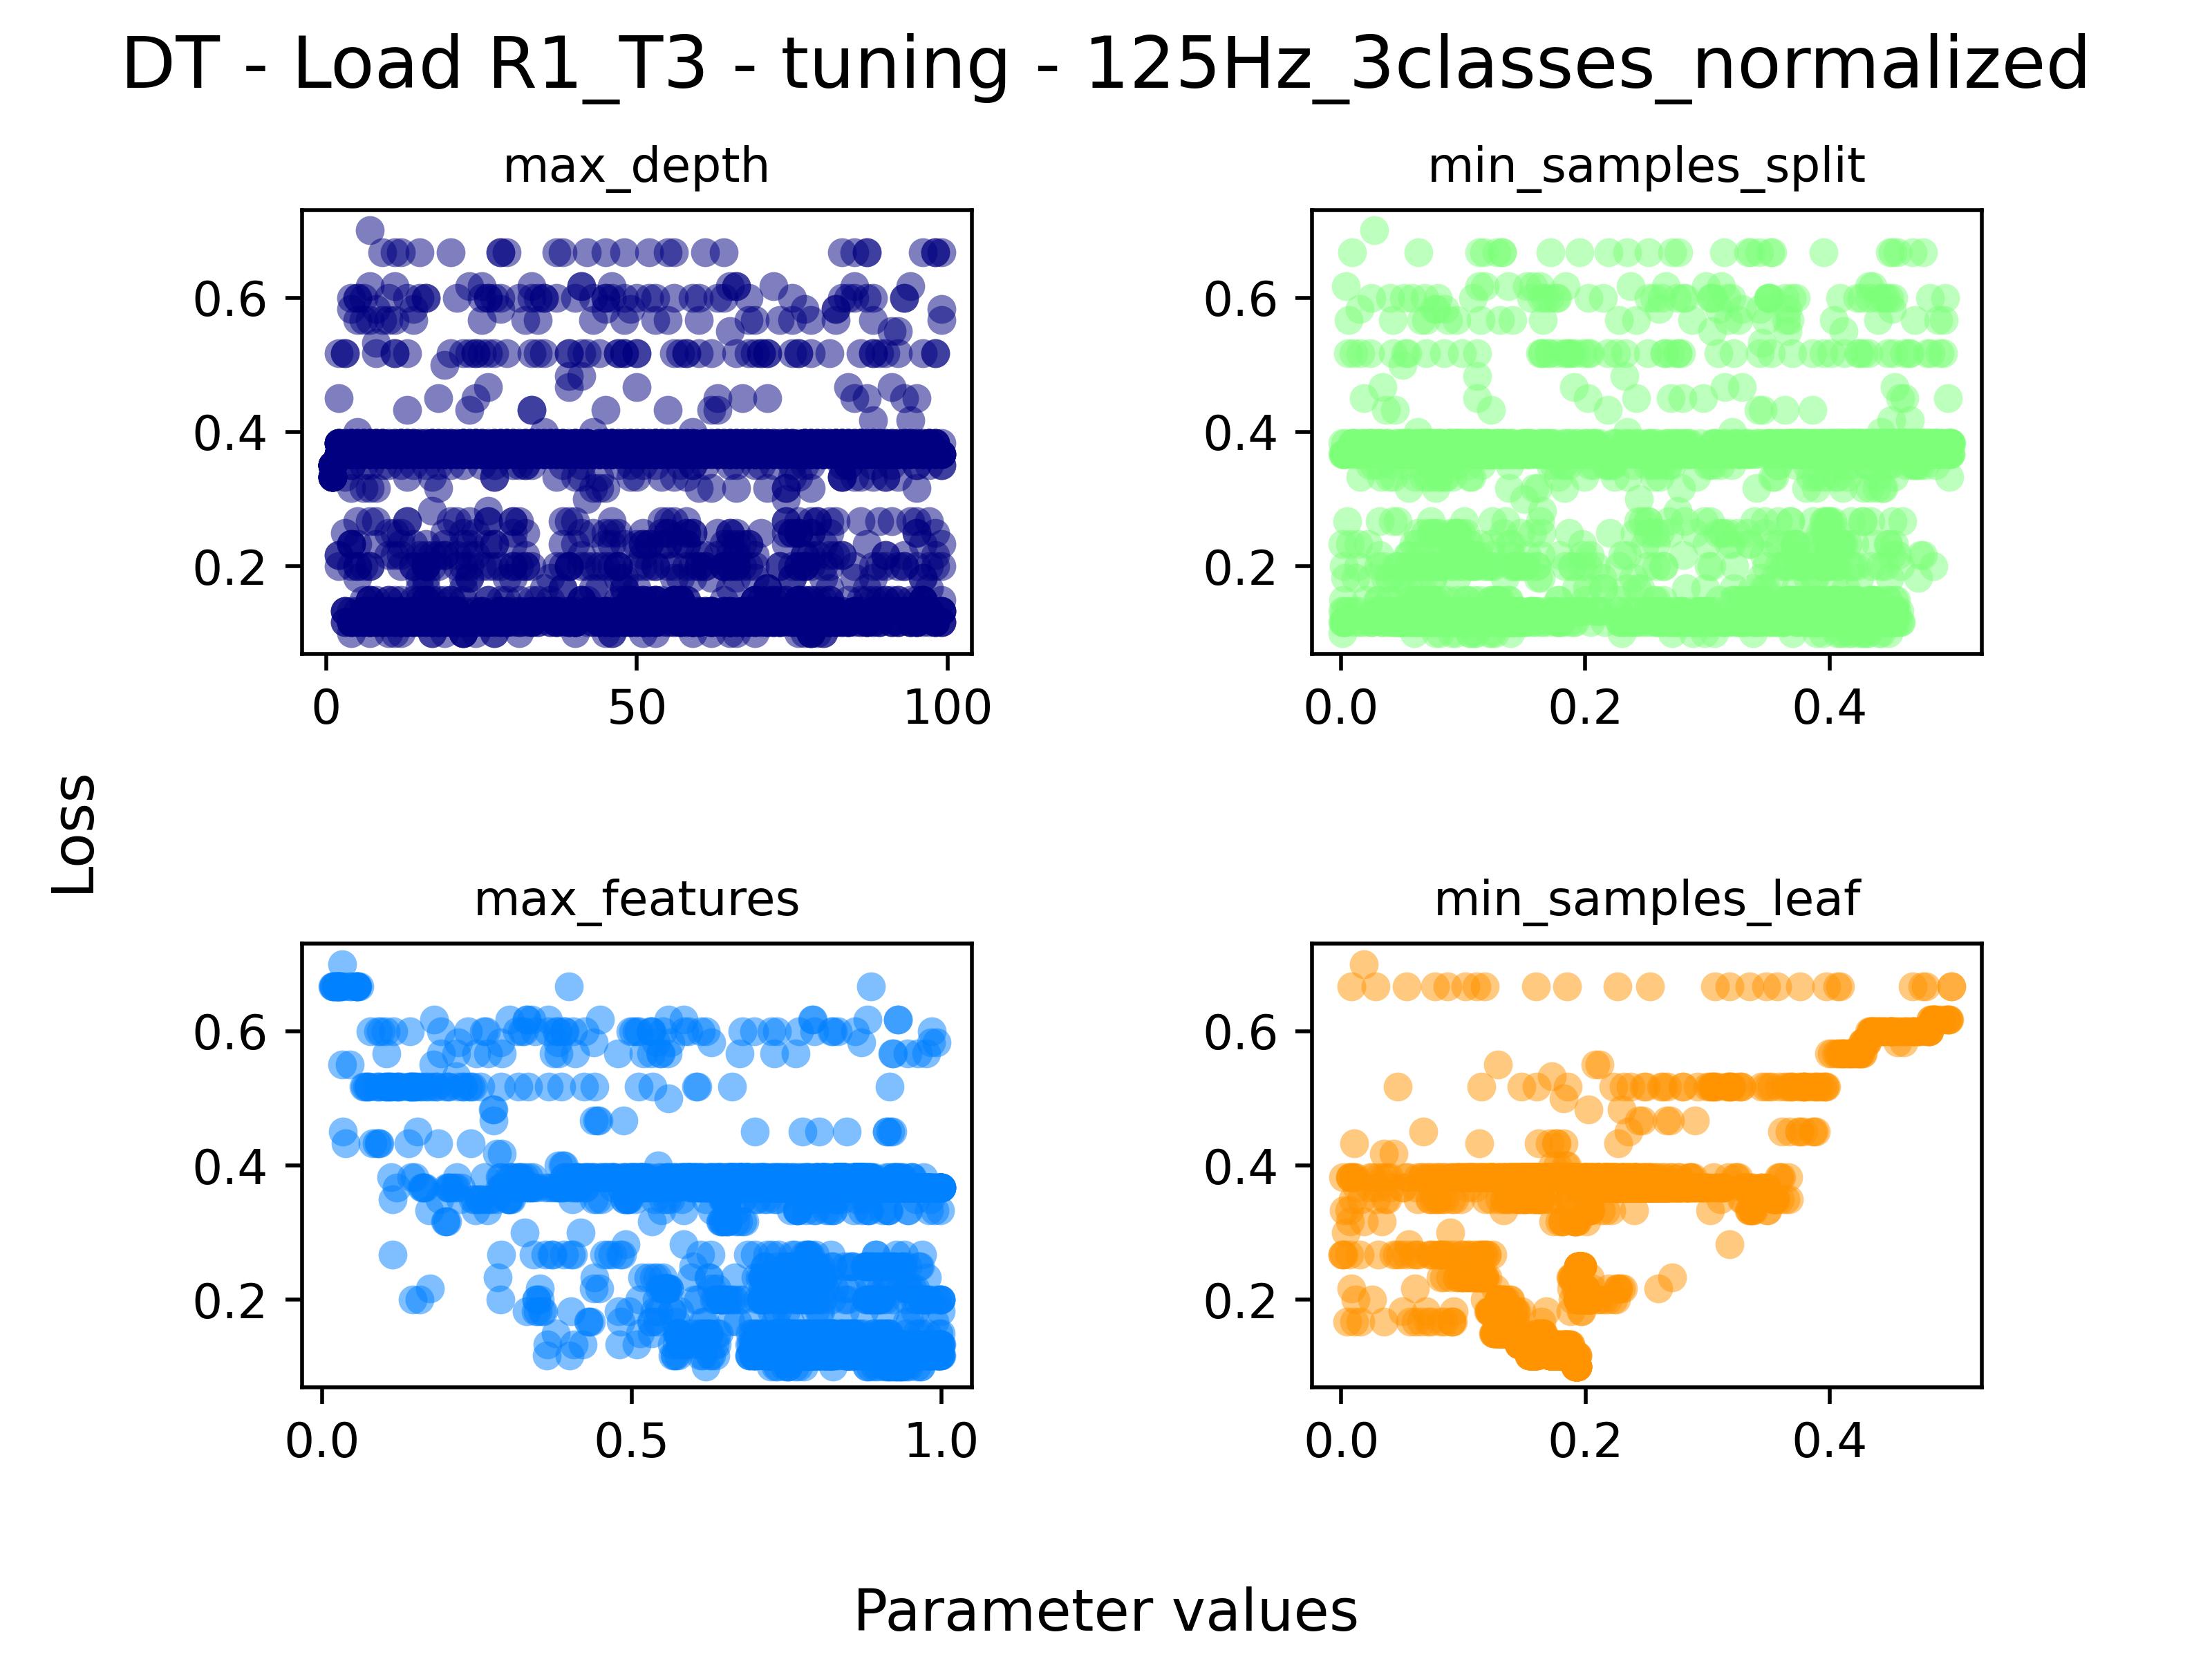 DT - Load R1_T3 - tuning - 125Hz_3classes_normalized
max_depth
min_samples_split
0.6
0.4
0.2
0 50 100
0.6
0.4
0.2
0.0 0.2 0.4
Loss
max_features
min_samples_leaf
0.6
0.4
0.2
0.0 0.5 1.0
0.6
0.4
0.2
0.0 0.2 0.4
Parameter values